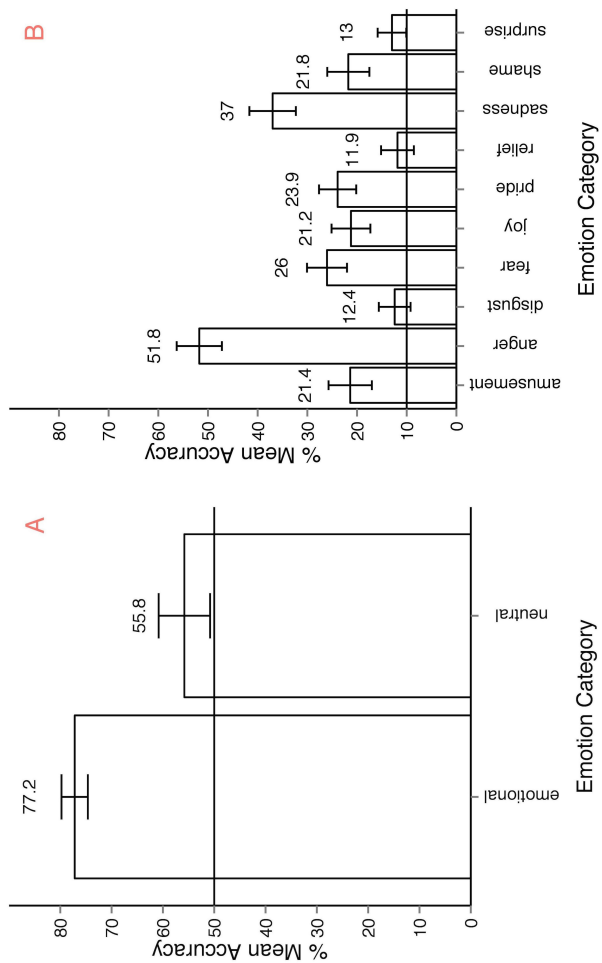 A
% Mean Accuracy
80
70
60
50
40
30
20
10
0
77.2
55.8
emotional
neutral
Emotion Category
B
% Mean Accuracy
80
70
60
50
40
30
20
10
0
21.4
51.8
12.4
26
21.2
23.9
11.9
37
21.8
13
amusement
anger
disgust
fear
joy
pride
relief
sadness
shame
surprise
Emotion Category